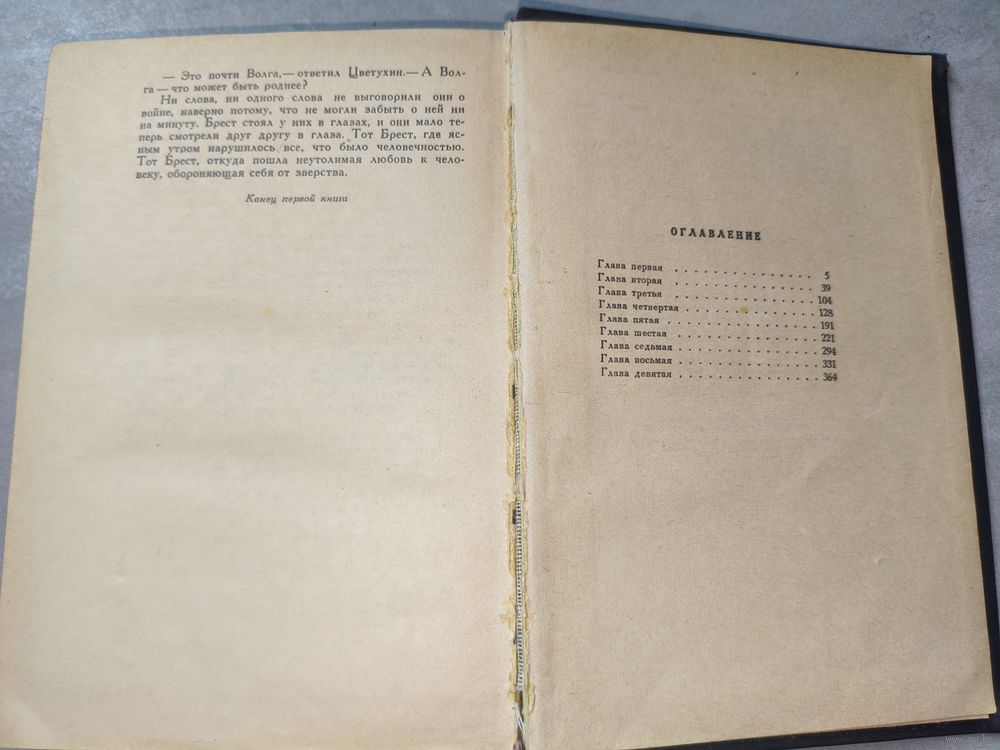 — Это почти Волга,— ответил Цветухин.— А Вол-
га — что может быть роднее?
Ни слова, ни одного слова не выговорили они о
войне, наверно потому, что не могли забыть о ней ни
на минуту. Брест стоял у них в глазах, и они мало те-
перь смотрели друг другу в глаза. Тот Брест, где яс-
ным утром нарушилось все, что было человечностью.
Тот Брест, откуда пошла неутолимая любовь к чело-
веку, обороняющая себя от зверства.
Конец первой книги
ОГЛАВЛЕНИЕ
Глава первая . . . . . . . . . . . . . . . 5
Глава вторая . . . . . . . . . . . . . . . 39
Глава третья . . . . . . . . . . . . . . . 104
Глава четвертая . . . . . . . . . . . . . . 128
Глава пятая . . . . . . . . . . . . . . . 191
Глава шестая . . . . . . . . . . . . . . . 221
Глава седьмая . . . . . . . . . . . . . . . 294
Глава восьмая . . . . . . . . . . . . . . . 331
Глава девятая . . . . . . . . . . . . . . . 364